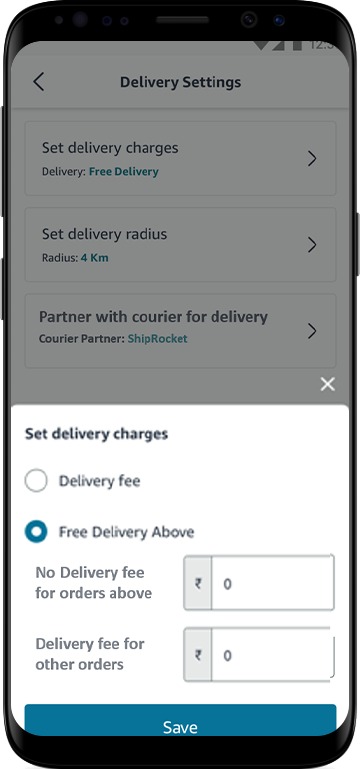 Delivery Settings
Set delivery charges
Delivery: Free Delivery
Set delivery radius
Radius: 4 Km
Partner with courier for delivery
Courier Partner: ShipRocket
Set delivery charges
Delivery fee
Free Delivery Above
No Delivery fee
for orders above
₹ 0
Delivery fee for
other orders
₹ 0
Save